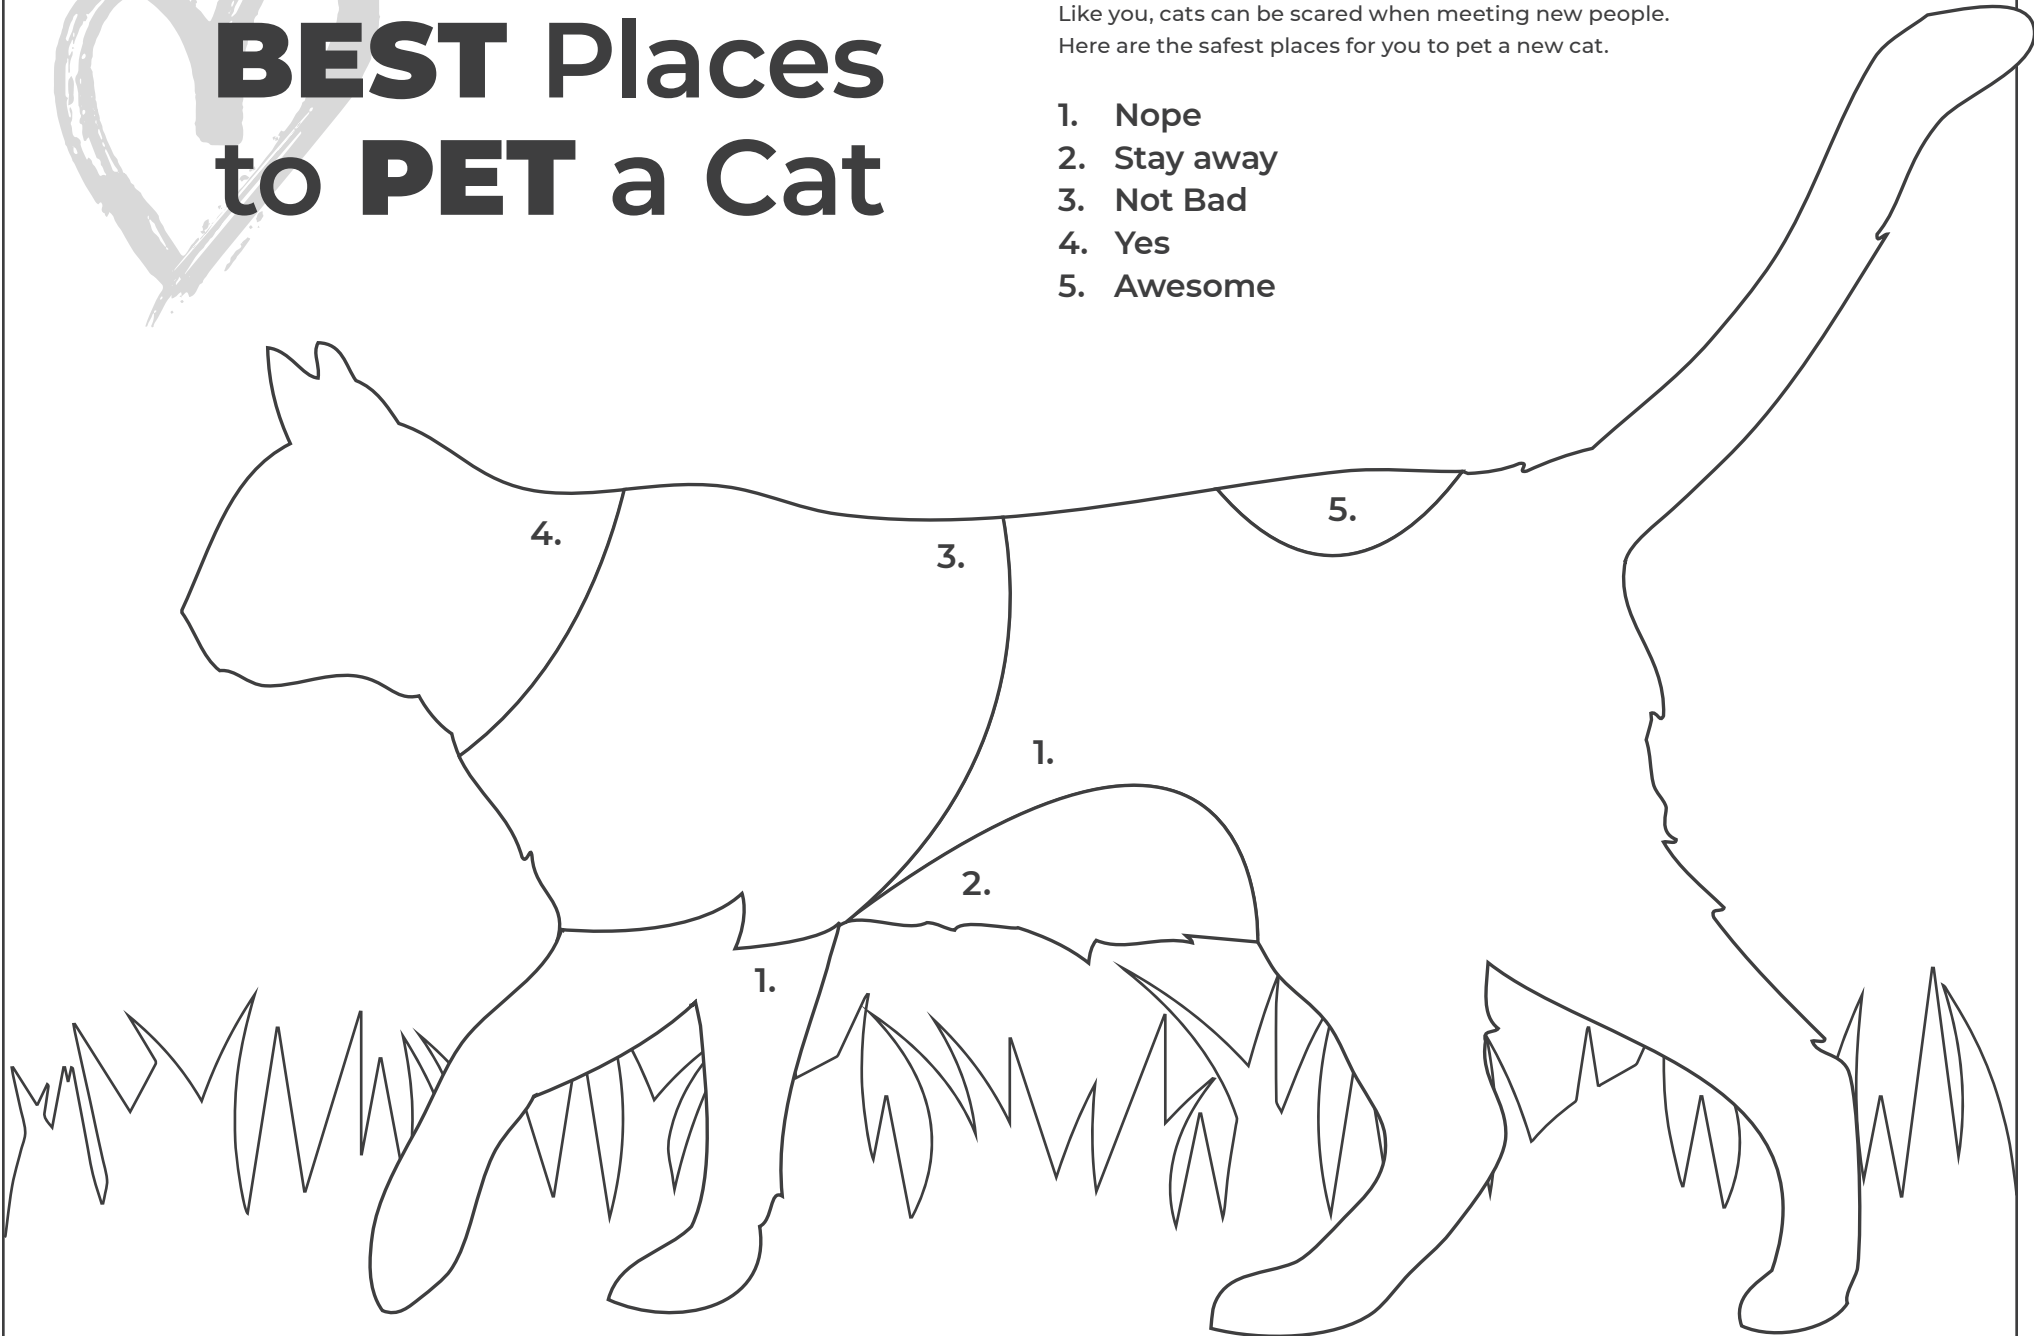 BEST Places
to PET a Cat
Like you, cats can be scared when meeting new people.
Here are the safest places for you to pet a new cat.
1. Nope
2. Stay away
3. Not Bad
4. Yes
5. Awesome
5.
4.
3.
1.
2.
1.